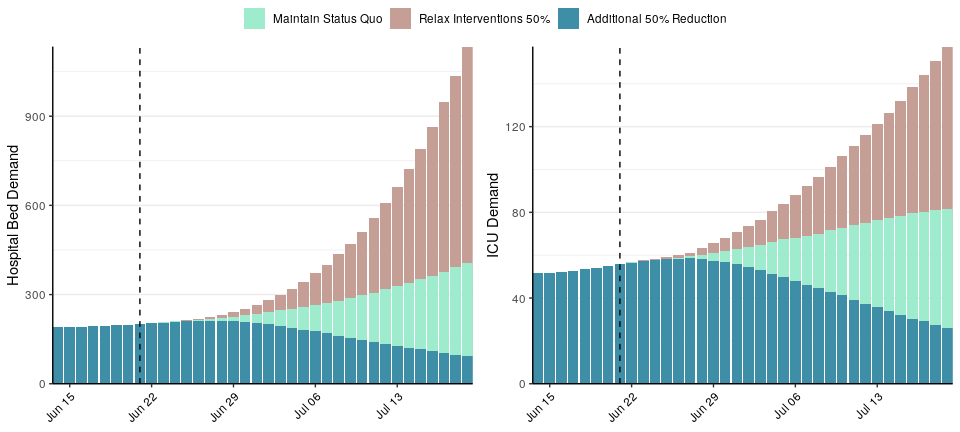 Maintain Status Quo Relax Interventions 50% Additional 50% Reduction
Hospital Bed Demand
900
600
300
0
Jun 15 Jun 22 Jun 29 Jul 06 Jul 13
ICU Demand
120
80
40
0
Jun 15 Jun 22 Jun 29 Jul 06 Jul 13